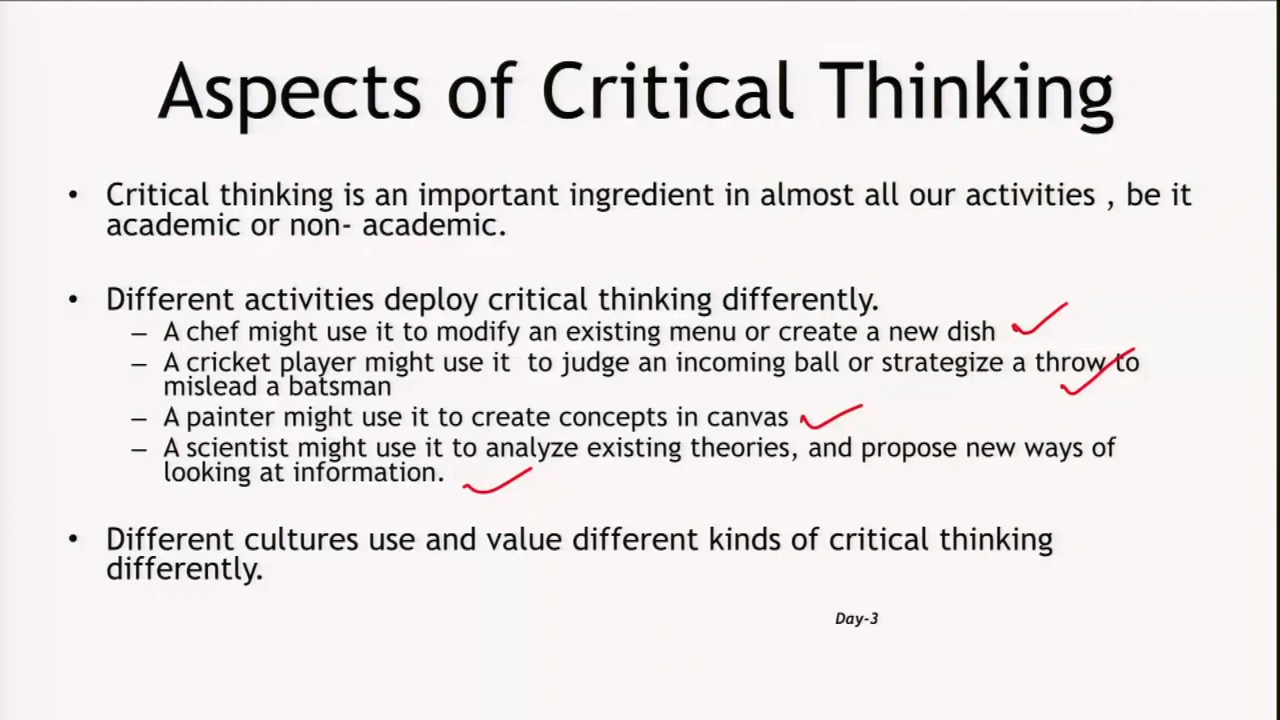 Aspects of Critical Thinking
• Critical thinking is an important ingredient in almost all our activities , be it
academic or non- academic.
• Different activities deploy critical thinking differently.
– A chef might use it to modify an existing menu or create a new dish
– A cricket player might use it  to judge an incoming ball or strategize a throw to
mislead a batsman
– A painter might use it to create concepts in canvas
– A scientist might use it to analyze existing theories, and propose new ways of
looking at information.
• Different cultures use and value different kinds of critical thinking
differently.
Day-3